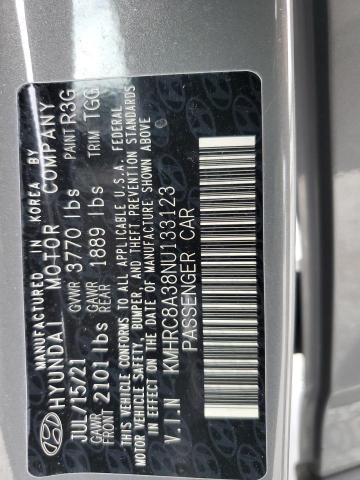 MANUFACTURED IN KOREA BY
HYUNDAI MOTOR COMPANY
JUL/15/21 GVWR 3770 lbs PAINT R3G
GAWR FRONT 2101 lbs GAWR REAR 1889 lbs TRIM TGG
THIS VEHICLE CONFORMS TO ALL APPLICABLE U.S.A. FEDERAL
MOTOR VEHICLE SAFETY, BUMPER, AND THEFT PREVENTION STANDARDS
IN EFFECT ON THE DATE OF MANUFACTURE SHOWN ABOVE
V.I.N KMHRC8A38NU133123
PASSENGER CAR